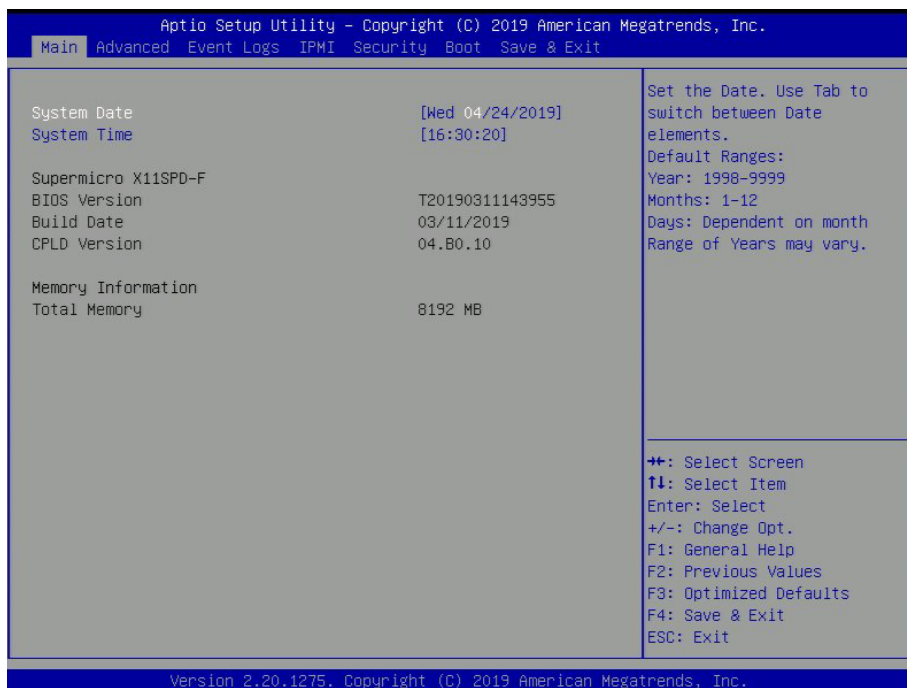 Aptio Setup Utility – Copyright (C) 2019 American Megatrends, Inc.
Main Advanced Event Logs IPMI Security Boot Save & Exit
System Date [Wed 04/24/2019]
System Time [16:30:20]
Supermicro X11SPD-F
BIOS Version T20190311143955
Build Date 03/11/2019
CPLD Version 04.B0.10
Memory Information
Total Memory 8192 MB
Set the Date. Use Tab to
switch between Date
elements.
Default Ranges:
Year: 1998-9999
Months: 1-12
Days: Dependent on month
Range of Years may vary.
→←: Select Screen
↑↓: Select Item
Enter: Select
+/-: Change Opt.
F1: General Help
F2: Previous Values
F3: Optimized Defaults
F4: Save & Exit
ESC: Exit
Version 2.20.1275. Copyright (C) 2019 American Megatrends, Inc.